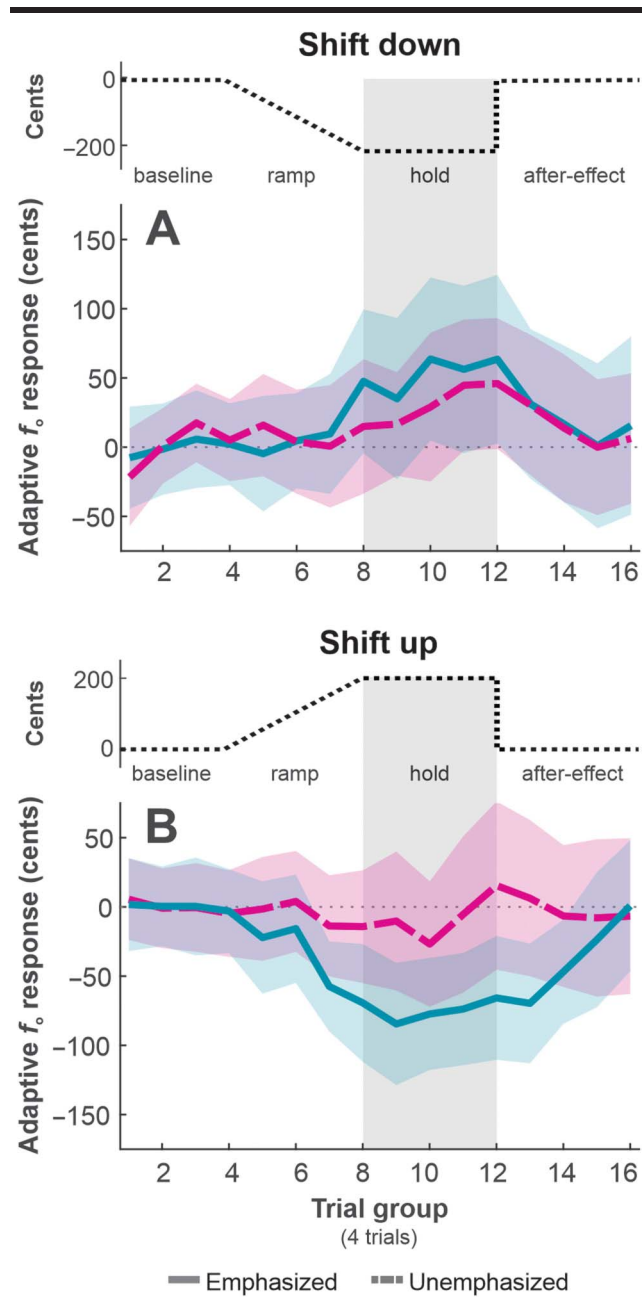 Shift down
Cents
0
−200
baseline ramp hold after-effect
A
Adaptive fₒ response (cents)
150
100
50
0
−50
2 4 6 8 10 12 14 16
Shift up
Cents
200
0
baseline ramp hold after-effect
B
Adaptive fₒ response (cents)
50
0
−50
−100
−150
2 4 6 8 10 12 14 16
Trial group
(4 trials)
Emphasized Unemphasized